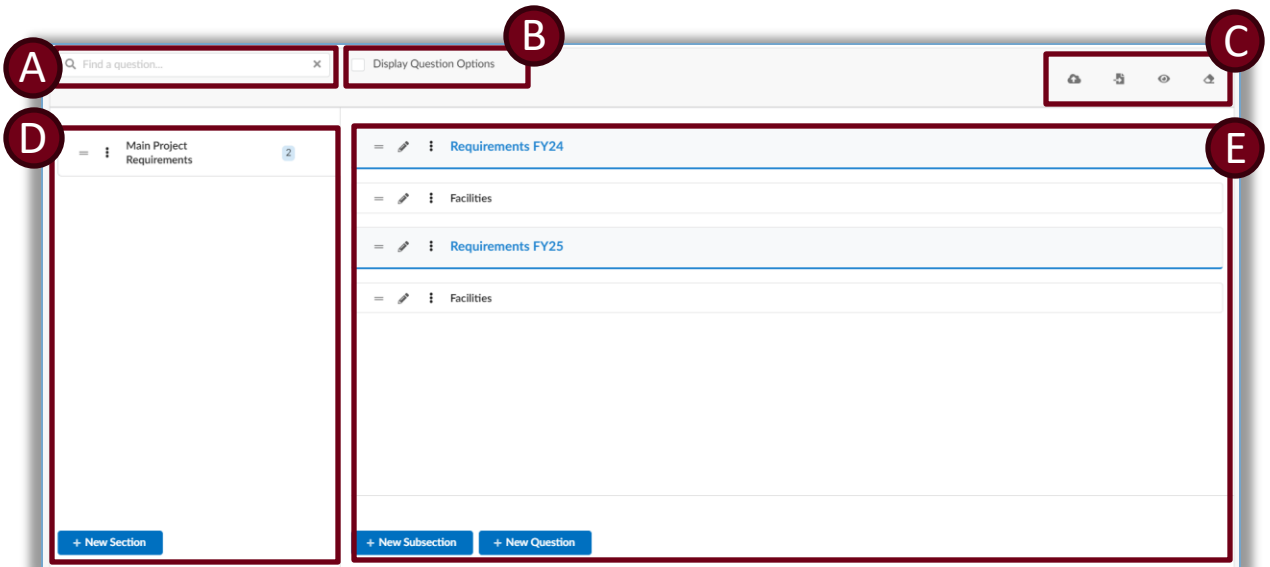 A
B
C
Find a question...
Display Question Options
D
E
Main Project
Requirements
2
Requirements FY24
Facilities
Requirements FY25
Facilities
+ New Section
+ New Subsection
+ New Question